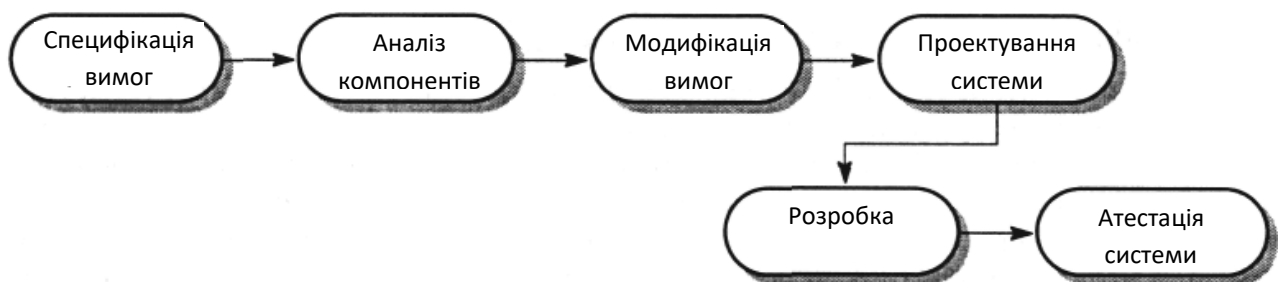 Специфікація
вимог
Аналіз
компонентів
Модифікація
вимог
Проектування
системи
Розробка
Атестація
системи